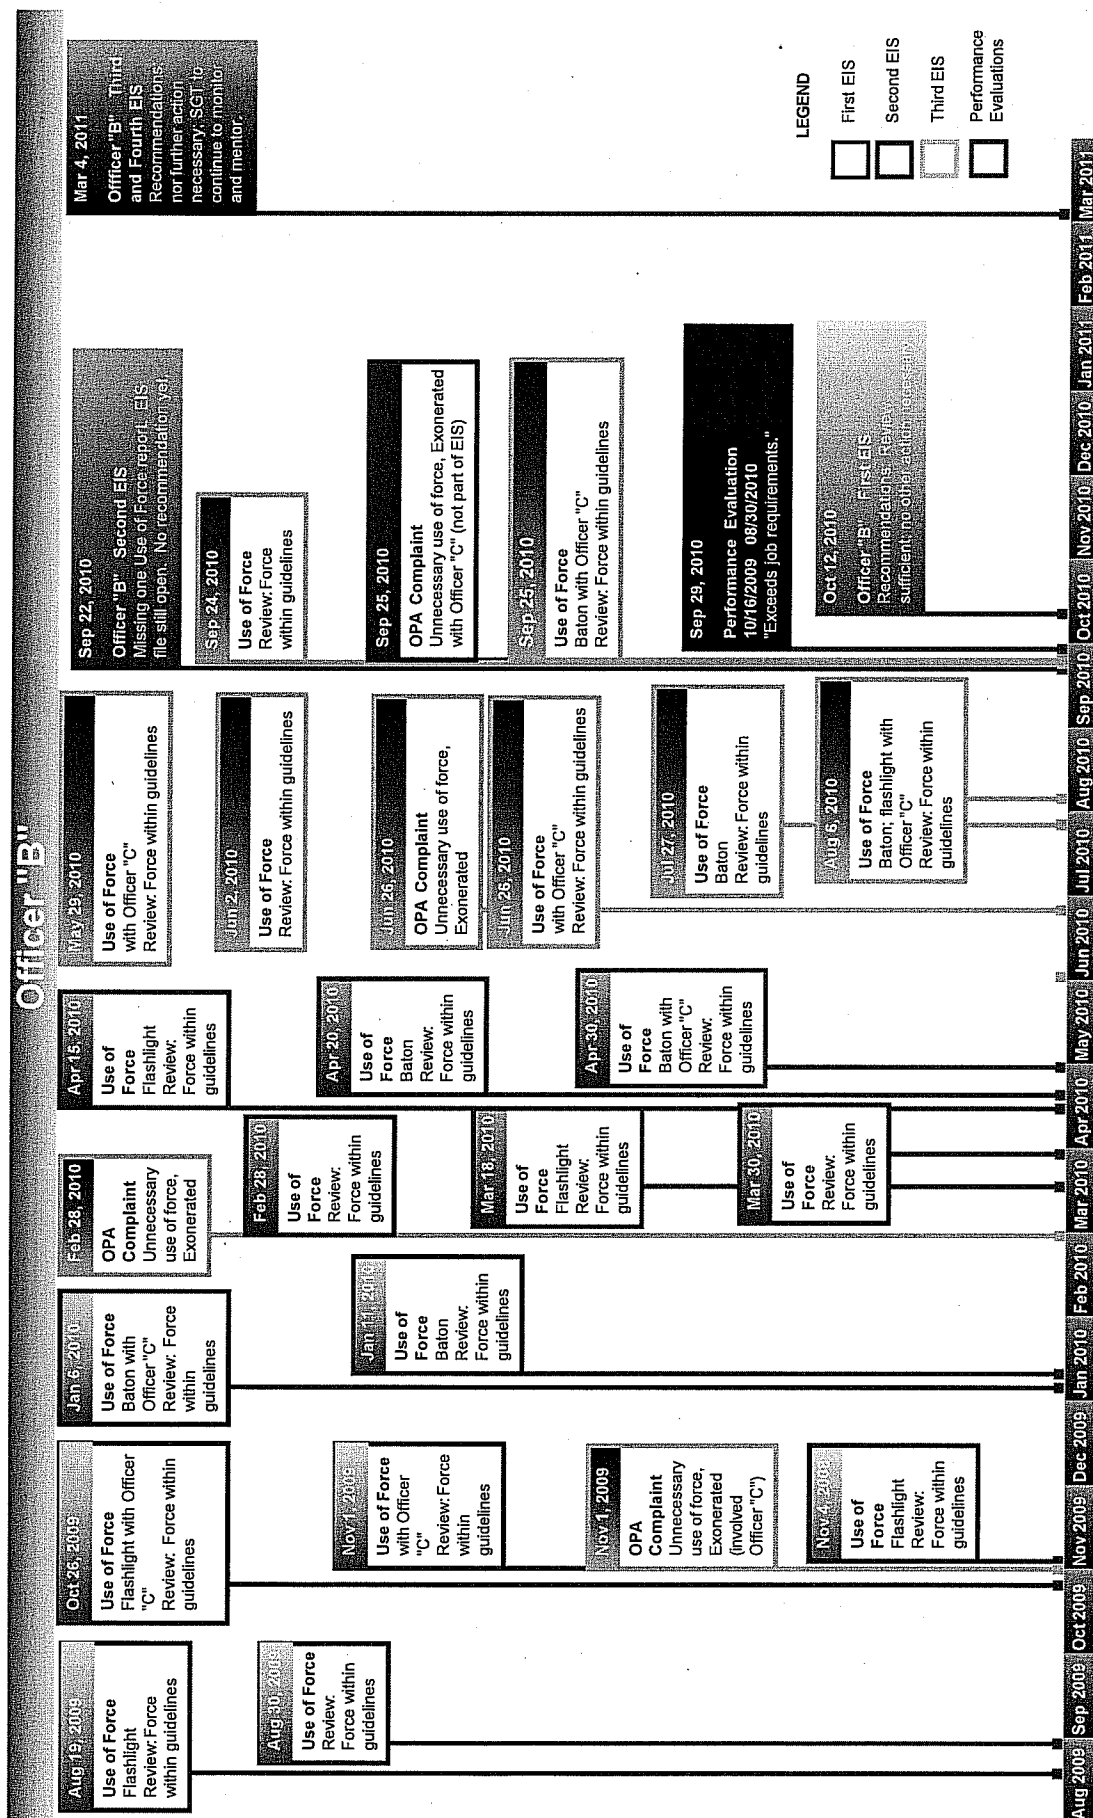 Officer "B"
Aug 19, 2009
Use of Force
Flashlight
Review: Force
within guidelines
Aug 30, 2009
Use of Force
Review:
Force within
guidelines
Oct 26, 2009
Use of Force
Flashlight with Officer
"C"
Review: Force within
guidelines
Nov 1, 2009
Use of Force
with Officer
"C"
Review: Force
within
guidelines
Nov 1, 2009
OPA
Complaint
Unnecessary
use of force,
Exonerated
(involved
Officer "C")
Nov 4, 2009
Use of
Force
Flashlight
Review:
Force within
guidelines
Jan 6, 2010
Use of Force
Baton with
Officer "C"
Review: Force
within
guidelines
Jan 11, 2010
Use of
Force
Baton
Review:
Force within
guidelines
Feb 28, 2010
OPA
Complaint
Unnecessary
use of force,
Exonerated
Feb 28, 2010
Use of
Force
Review:
Force within
guidelines
Mar 18, 2010
Use of
Force
Flashlight
Review:
Force within
guidelines
Mar 30, 2010
Use of
Force
Review:
Force within
guidelines
Apr 15, 2010
Use of
Force
Flashlight
Review:
Force within
guidelines
Apr 20, 2010
Use of
Force
Baton
Review:
Force within
guidelines
Apr 30, 2010
Use of
Force
Baton with
Officer "C"
Review:
Force within
guidelines
May 29, 2010
Use of Force
with Officer "C"
Review: Force within guidelines
Jun 2, 2010
Use of Force
Review: Force within guidelines
Jun 26, 2010
OPA Complaint
Unnecessary use of force,
Exonerated
Jun 26, 2010
Use of Force
with Officer "C"
Review: Force within guidelines
Jul 27, 2010
Use of Force
Baton
Review: Force within
guidelines
Aug 6, 2010
Use of Force
Baton; flashlight with
Officer "C"
Review: Force within
guidelines
Sep 22, 2010
Officer "B" Second EIS
Missing one Use of Force report. EIS
file still open. No recommendation yet.
Sep 24, 2010
Use of Force
Review: Force
within guidelines
Sep 25, 2010
OPA Complaint
Unnecessary use of force, Exonerated
with Officer "C" (not part of EIS)
Sep 25, 2010
Use of Force
Baton with Officer "C"
Review: Force within guidelines
Sep 29, 2010
Performance Evaluation
10/16/2009 08/30/2010
"Exceeds job requirements."
Oct 12, 2010
Officer "B" First EIS
Recommendations: Review
sufficient; no other action necessary.
Mar 4, 2011
Offficer "B" Third
and Fourth EIS
Recommendations:
nor further action
necessary; SGT to
continue to monitor
and mentor.
LEGEND
First EIS
Second EIS
Third EIS
Performance
Evaluations
Aug 2009 Sep 2009 Oct 2009 Nov 2009 Dec 2009 Jan 2010 Feb 2010 Mar 2010 Apr 2010 May 2010 Jun 2010 Jul 2010 Aug 2010 Sep 2010 Oct 2010 Nov 2010 Dec 2010 Jan 2011 Feb 2011 Mar 2011